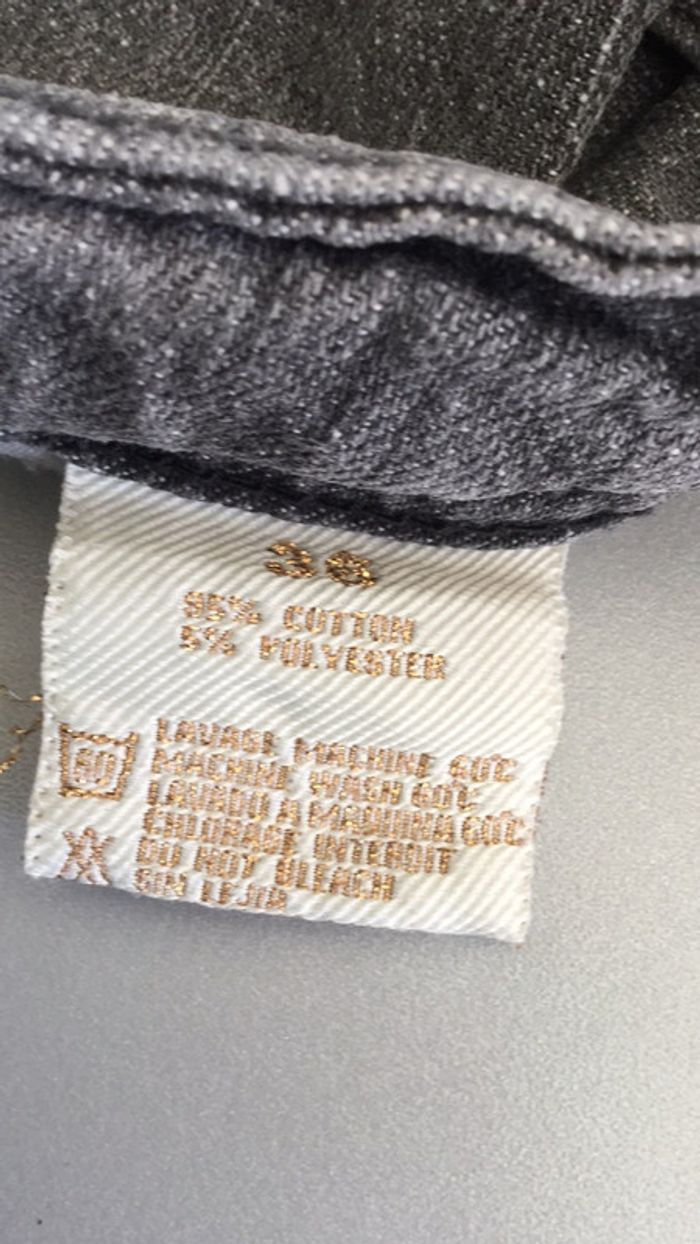 36
95% COTTON
5% POLYESTER
60
LAVAGE MACHINE 60°C
MACHINE WASH 60°C
LAVADO A MAQUINA 60°C
CHLORAGE INTERDIT
DO NOT BLEACH
SIN LEJIA